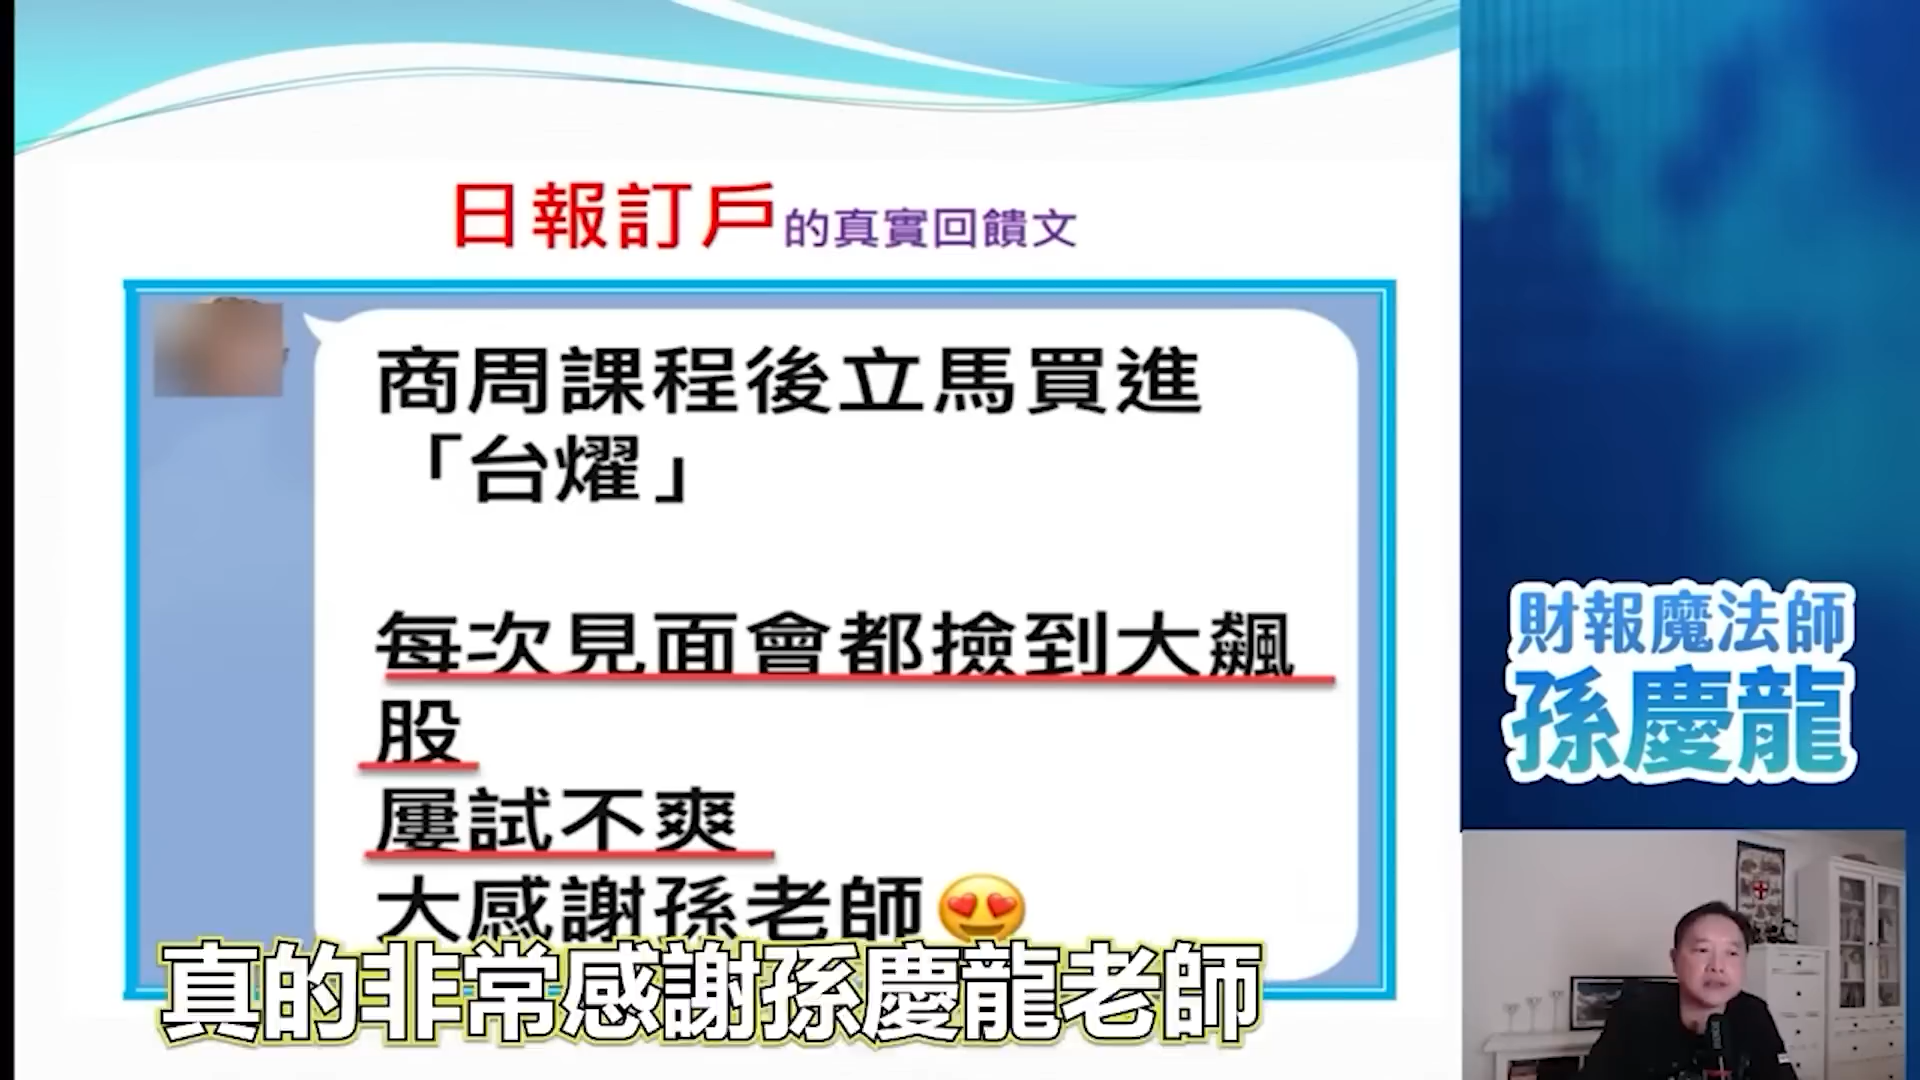 日報訂戶的真實回饋文
商周課程後立馬買進
「台燿」
每次見面會都撿到大飆
股
屢試不爽
大感謝孫老師😍
真的非常感謝孫慶龍老師
財報魔法師
孫慶龍